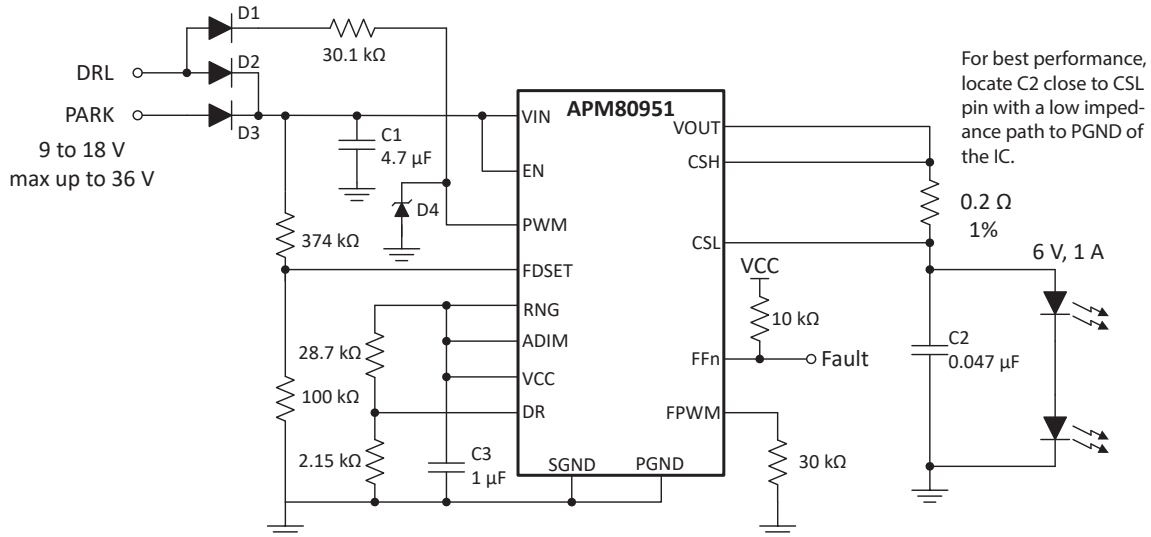 D1
30.1 kΩ
DRL
D2
PARK
D3
9 to 18 V
max up to 36 V
C1
4.7 µF
374 kΩ
D4
28.7 kΩ
100 kΩ
2.15 kΩ
C3
1 µF
APM80951
VIN
EN
PWM
FDSET
RNG
ADIM
VCC
DR
SGND
PGND
VOUT
CSH
CSL
FFn
FPWM
For best performance,
locate C2 close to CSL
pin with a low imped-
ance path to PGND of
the IC.
0.2 Ω
1%
6 V, 1 A
VCC
10 kΩ
Fault
C2
0.047 µF
30 kΩ